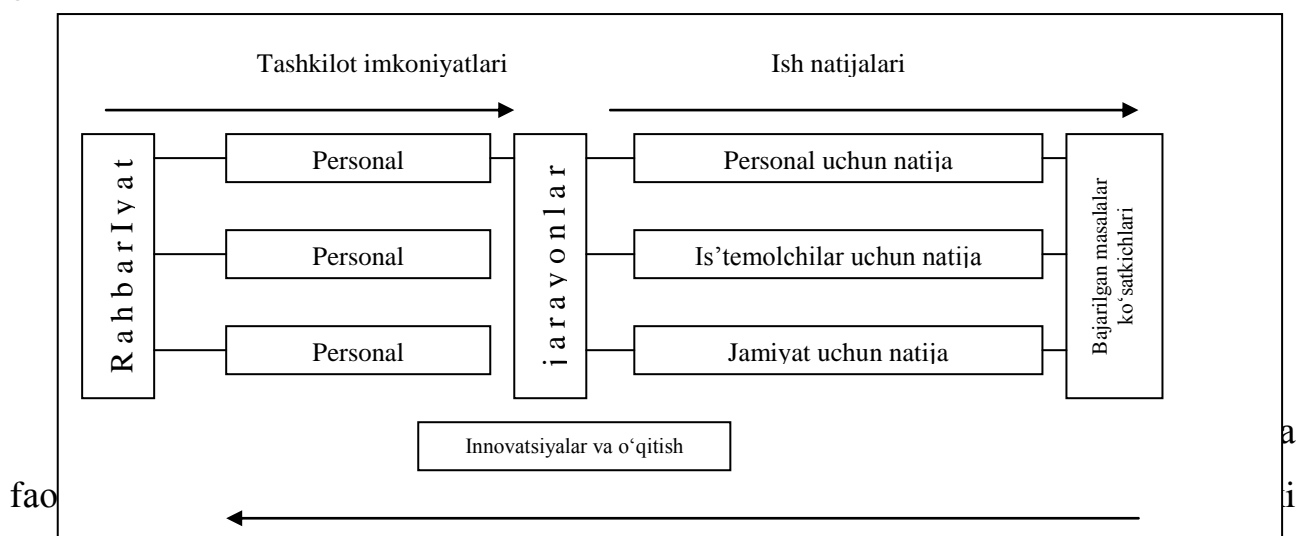 Tashkilot imkoniyatlari
Ish natijalari
RahbarIyat
Personal
Personal
Personal
jarayonlar
Personal uchun natija
Is’temolchilar uchun natija
Jamiyat uchun natija
Bajarilgan masalalar
ko‘satkichlari
Innovatsiyalar va o‘qitish
a
fao